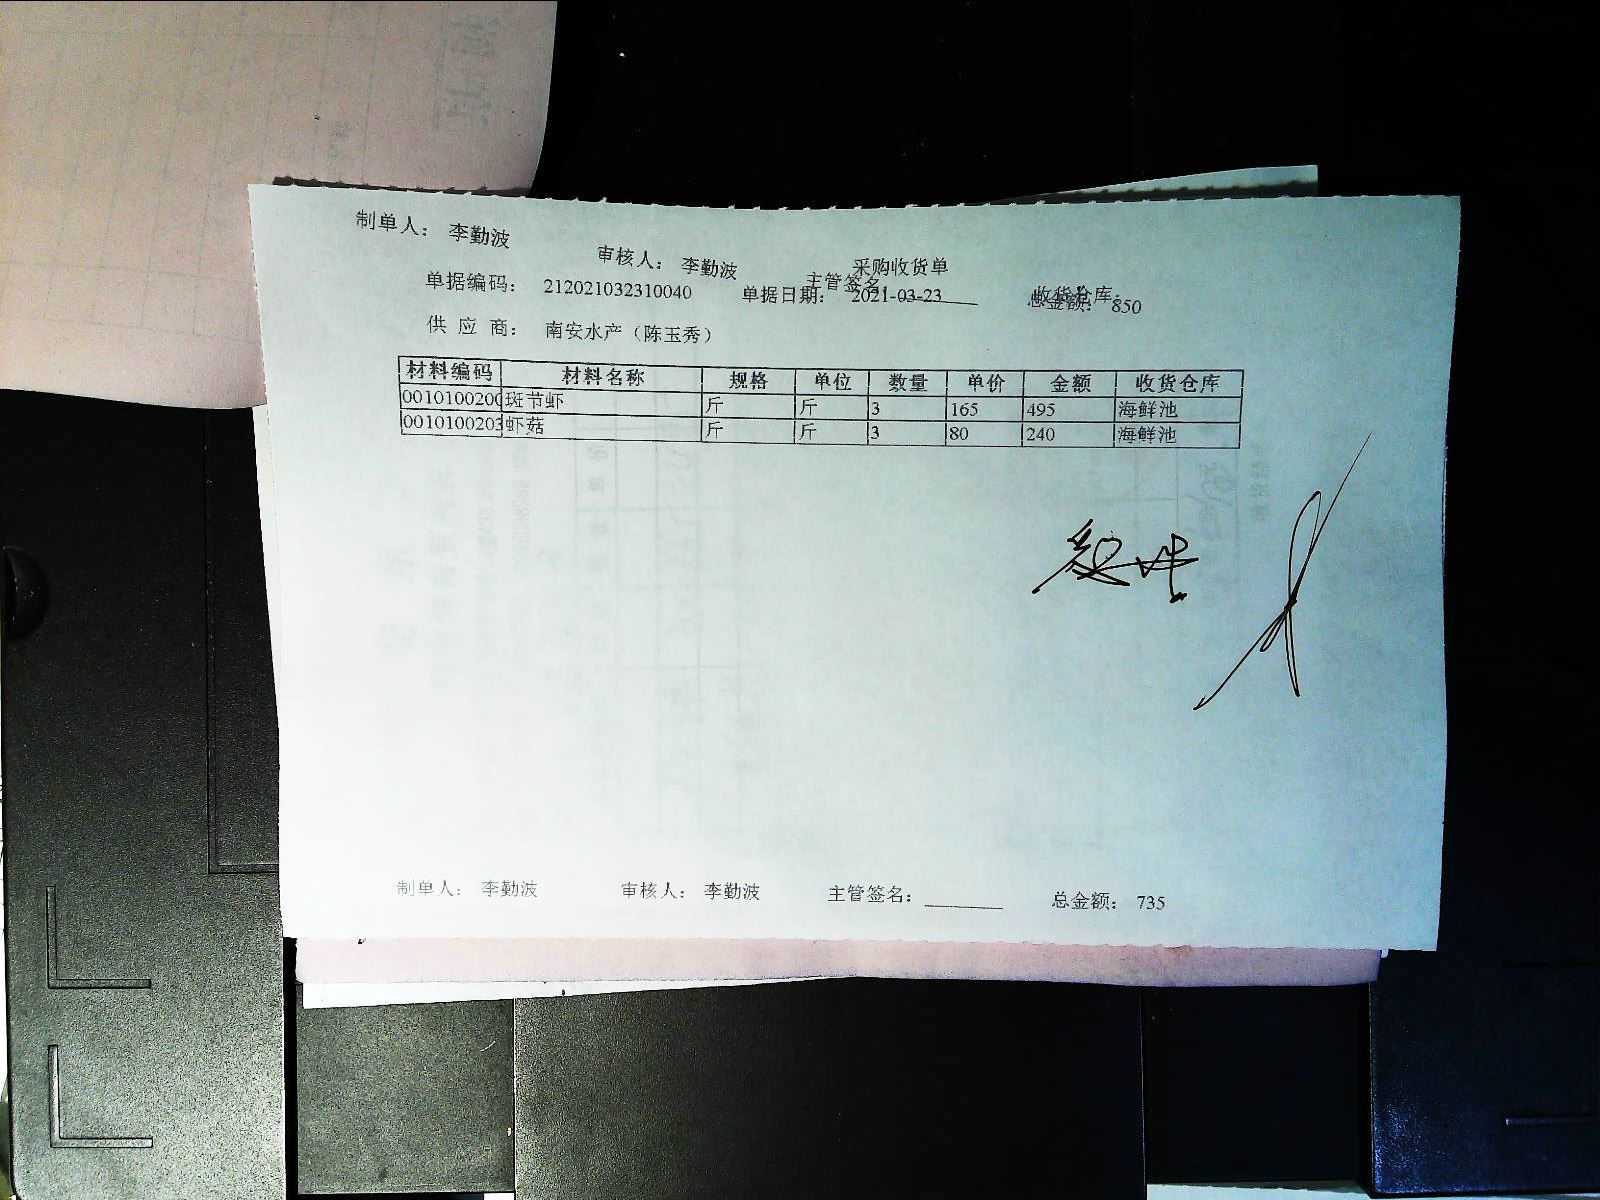 制单人： 李勤波 审核人： 李勤波 主管签名： 总金额： 850
采购收货单
单据编码： 212021032310040 单据日期： 2021-03-23 收货仓库：
供 应 商： 南安水产（陈玉秀）
材料编码 材料名称 规格 单位 数量 单价 金额 收货仓库
0010100200 斑节虾 斤 斤 3 165 495 海鲜池
0010100203 虾菇 斤 斤 3 80 240 海鲜池
制单人： 李勤波 审核人： 李勤波 主管签名： 总金额： 735